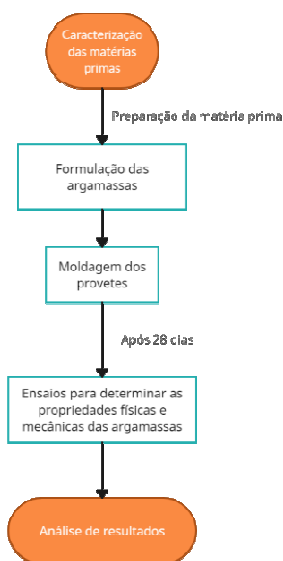 Caracterização
das matérias
primas
Preparação da matéria prima
Formulação das
argamassas
Moldagem dos
provetes
Após 28 dias
Ensaios para determinar as
propriedades físicas e
mecânicas das argamassas
Análise de resultados